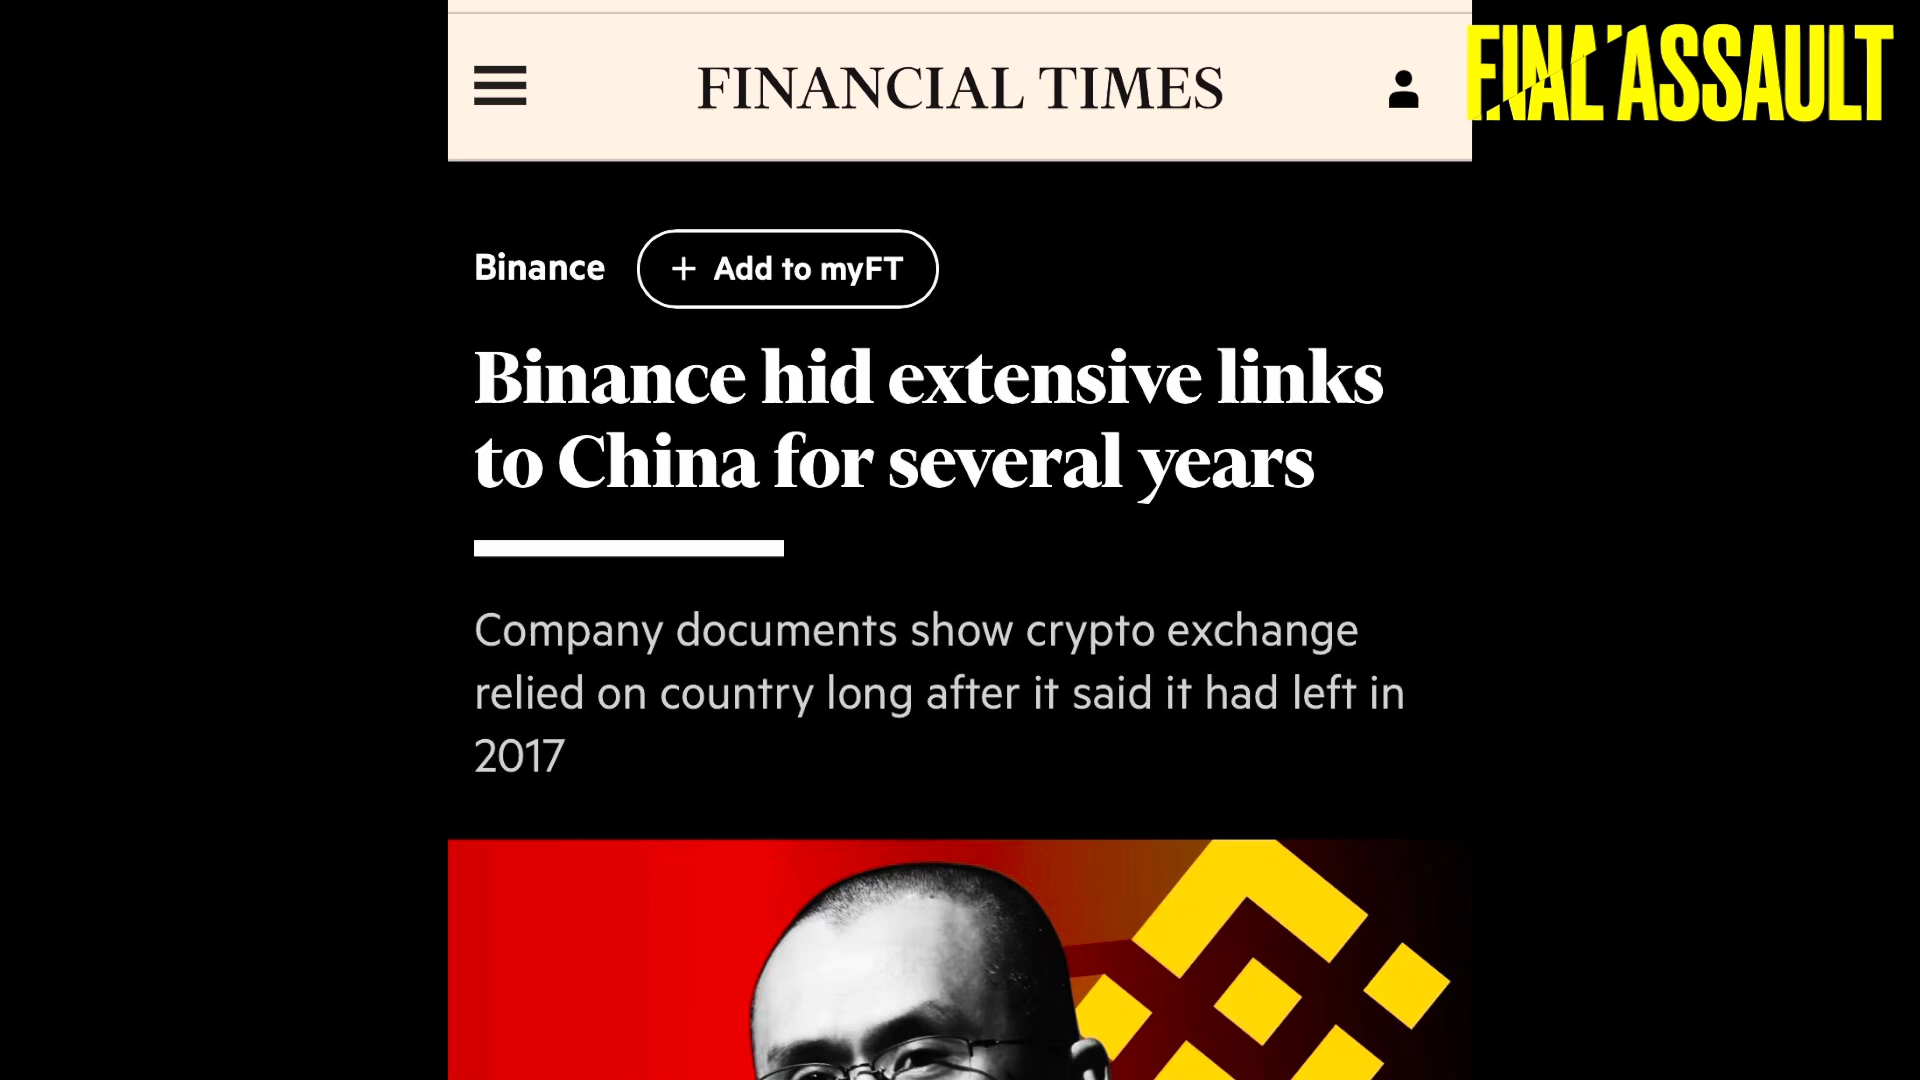 FINANCIAL TIMES
FINAL ASSAULT
Binance
+ Add to myFT
Binance hid extensive links
to China for several years
Company documents show crypto exchange
relied on country long after it said it had left in
2017